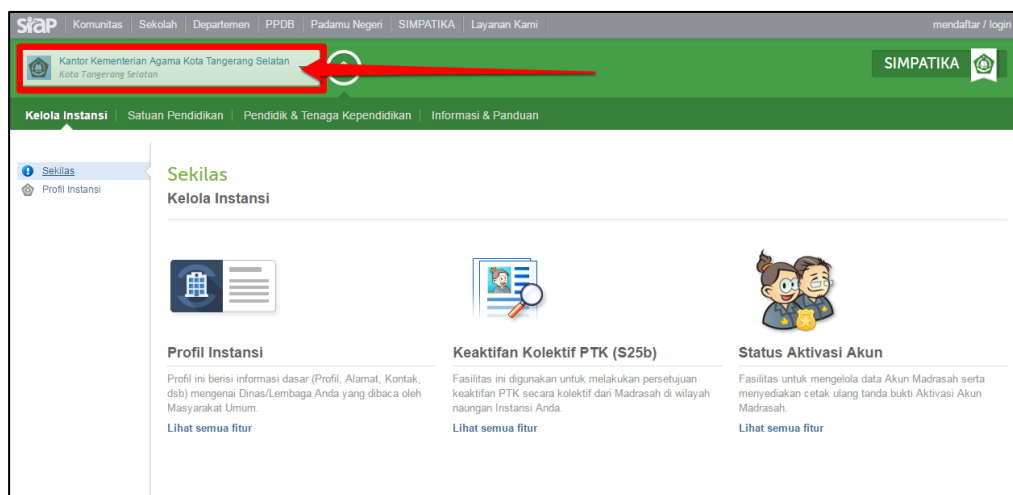 siap Komunitas Sekolah Departemen PPDB Padamu Negeri SIMPATIKA Layanan Kami mendaftar / login
Kantor Kementerian Agama Kota Tangerang Selatan
Kota Tangerang Selatan
SIMPATIKA
Kelola Instansi Satuan Pendidikan Pendidik & Tenaga Kependidikan Informasi & Panduan
Sekilas
Profil Instansi
Sekilas
Kelola Instansi
Profil Instansi
Profil ini berisi informasi dasar (Profil, Alamat, Kontak,
dsb) mengenai Dinas/Lembaga Anda yang dibaca oleh
Masyarakat Umum.
Lihat semua fitur
Keaktifan Kolektif PTK (S25b)
Fasilitas ini digunakan untuk melakukan persetujuan
keaktifan PTK secara kolektif dari Madrasah di wilayah
naungan Instansi Anda.
Lihat semua fitur
Status Aktivasi Akun
Fasilitas untuk mengelola data Akun Madrasah serta
menyediakan cetak ulang tanda bukti Aktivasi Akun
Madrasah.
Lihat semua fitur